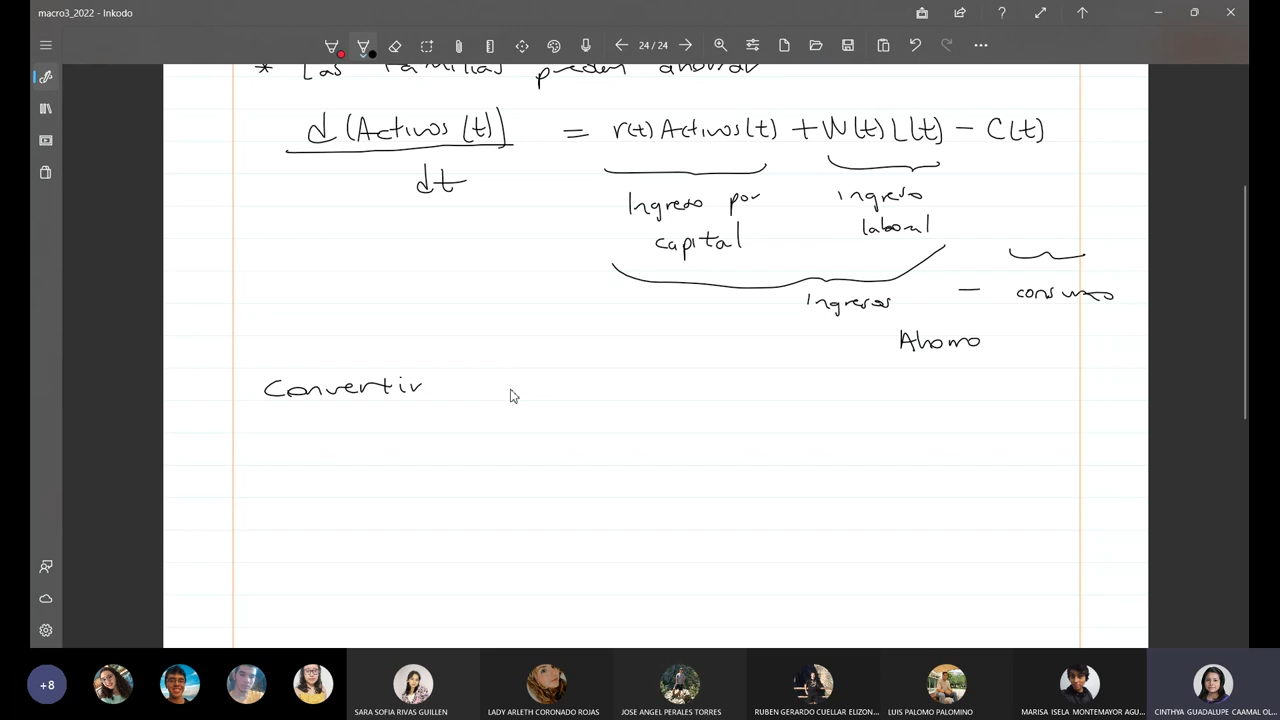 macro3_2022 - Inkodo
24 / 24
* Las familias pueden ahorrar
d(Activos(t)) = r(t)Activos(t) + W(t)L(t) - C(t)
dt
Ingreso por
capital
ingreso
laboral
Ingresos - consumo
Ahorro
Convertir
+8
SARA SOFIA RIVAS GUILLEN
LADY ARLETH CORONADO ROJAS
JOSE ANGEL PERALES TORRES
RUBEN GERARDO CUELLAR ELIZON...
LUIS PALOMO PALOMINO
MARISA ISELA MONTEMAYOR AGU...
CINTHYA GUADALUPE CAAMAL OL...